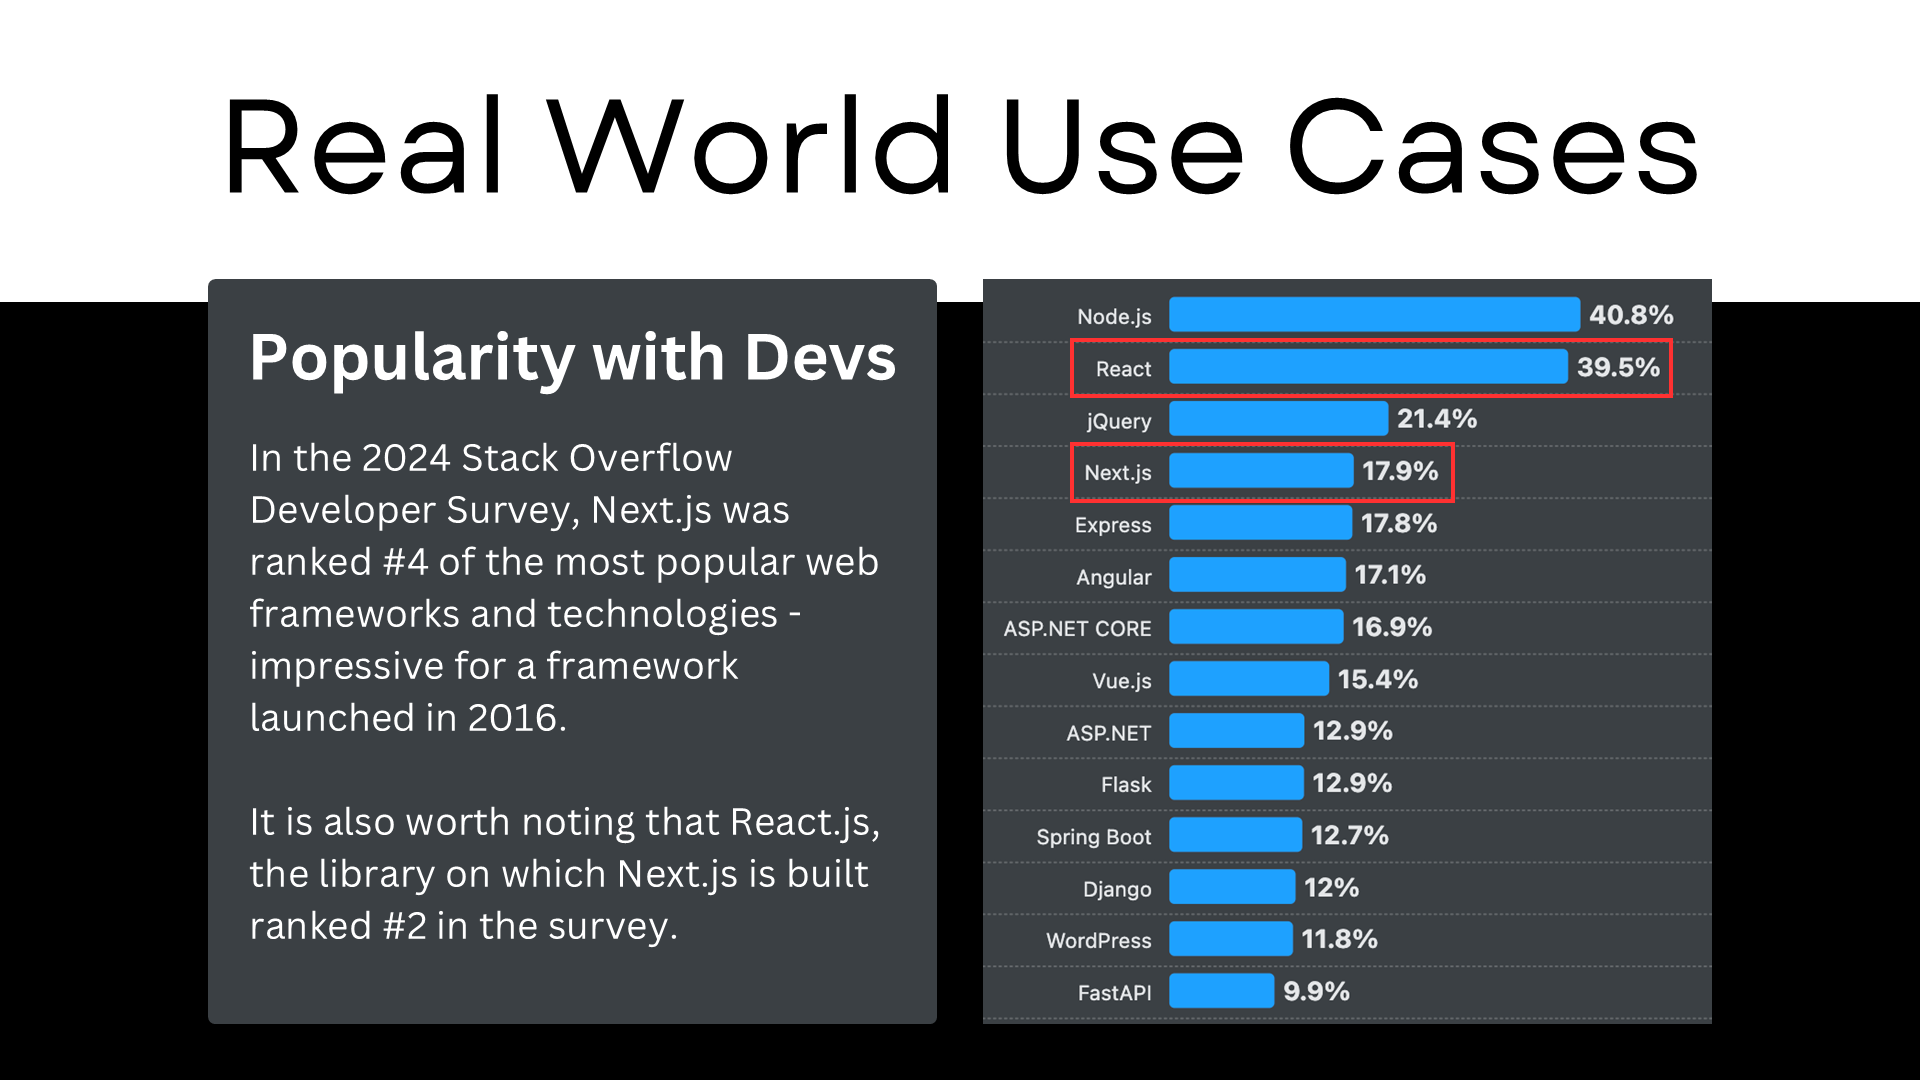 Real World Use Cases
Popularity with Devs
In the 2024 Stack Overflow
Developer Survey, Next.js was
ranked #4 of the most popular web
frameworks and technologies -
impressive for a framework
launched in 2016.
It is also worth noting that React.js,
the library on which Next.js is built
ranked #2 in the survey.
Node.js 40.8%
React 39.5%
jQuery 21.4%
Next.js 17.9%
Express 17.8%
Angular 17.1%
ASP.NET CORE 16.9%
Vue.js 15.4%
ASP.NET 12.9%
Flask 12.9%
Spring Boot 12.7%
Django 12%
WordPress 11.8%
FastAPI 9.9%